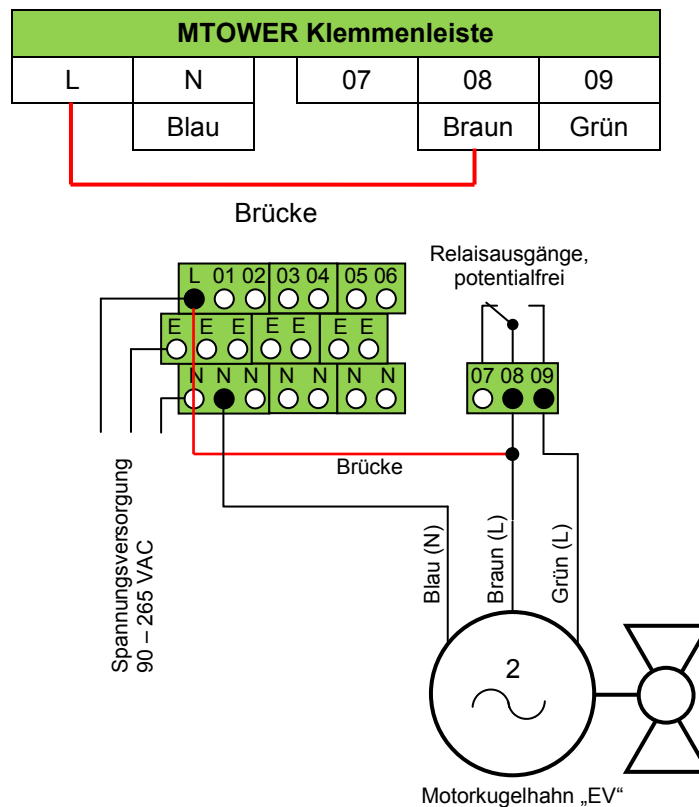 MTOWER Klemmenleiste
L N 07 08 09
Blau Braun Grün
Brücke
Relaisausgänge,
potentialfrei
L 01 02 03 04 05 06
E E E E E E E
N N N N N N N
07 08 09
Brücke
Spannungsversorgung
90 – 265 VAC
Blau (N)
Braun (L)
Grün (L)
2
Motorkugelhahn „EV“